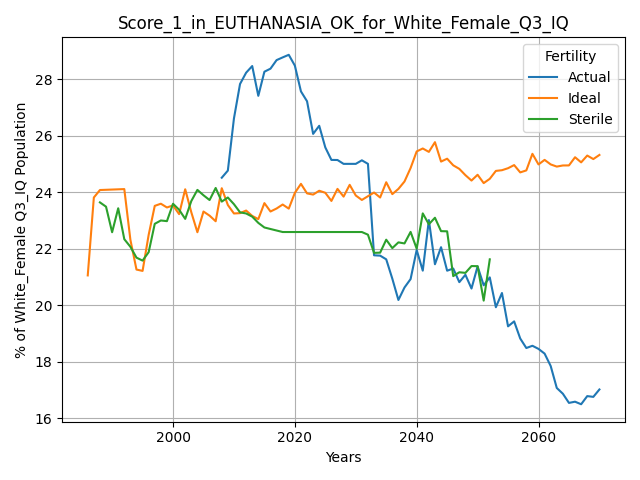 Score_1_in_EUTHANASIA_OK_for_White_Female_Q3_IQ
Fertility
Actual
Ideal
Sterile
% of White_Female Q3_IQ Population
28
26
24
22
20
18
16
2000
2020
2040
2060
Years